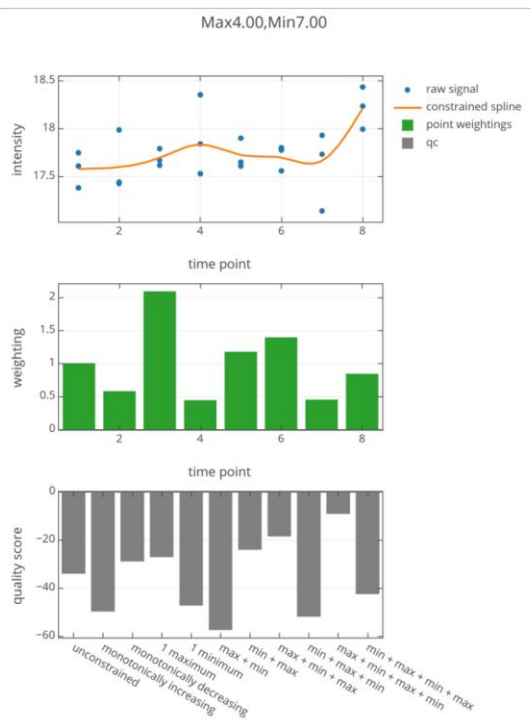 Max4.00,Min7.00
18.5
18
17.5
intensity
2
4
6
8
time point
raw signal
constrained spline
point weightings
qc
2
1.5
1
0.5
0
weighting
2
4
6
8
time point
0
−20
−40
−60
quality score
unconstrained
monotonically increasing
monotonically decreasing
1 maximum
1 minimum
max + min
min + max
max + min + max
min + max + min
max + min + max + min
min + max + min + max